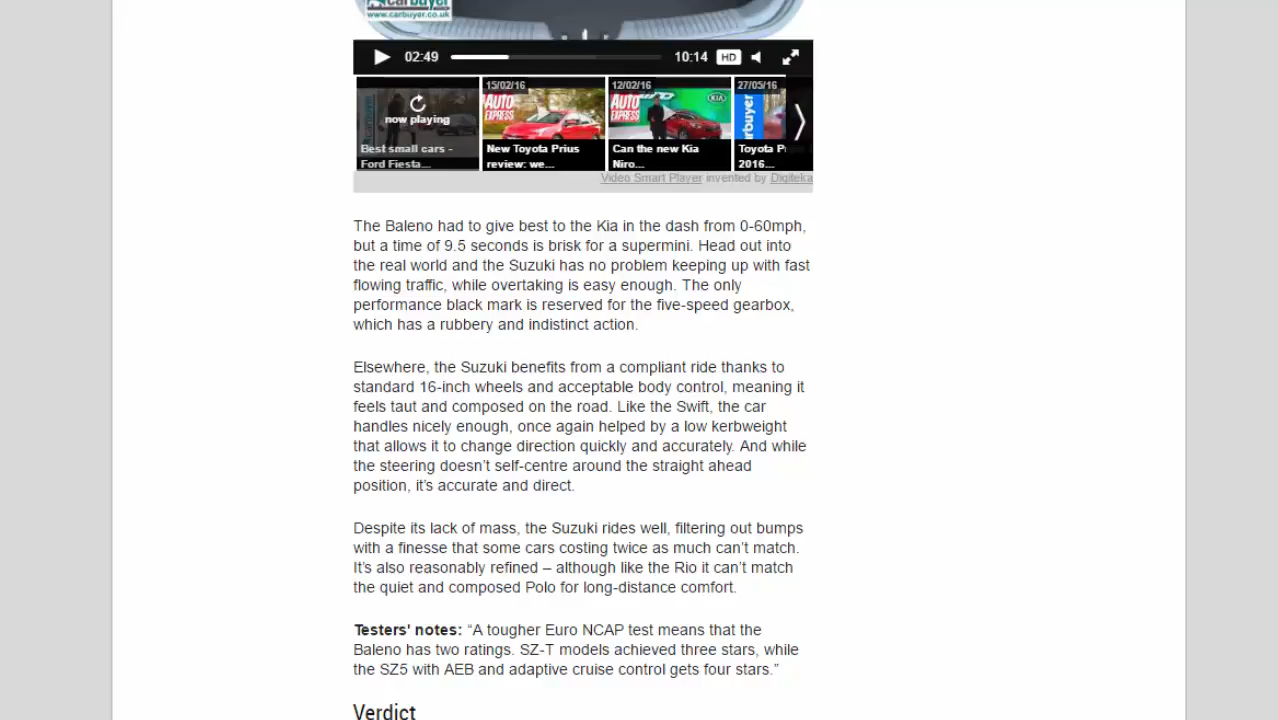 carbuyer
www.carbuyer.co.uk
02:49 10:14 HD
now playing
Best small cars -
Ford Fiesta...
15/02/16
AUTO
EXPRESS
New Toyota Prius
review: we...
12/02/16
AUTO
EXPRESS
KIA
Can the new Kia
Niro...
27/05/16
arbuyer
Toyota P
2016...
Video Smart Player invented by Digiteka
The Baleno had to give best to the Kia in the dash from 0-60mph,
but a time of 9.5 seconds is brisk for a supermini. Head out into
the real world and the Suzuki has no problem keeping up with fast
flowing traffic, while overtaking is easy enough. The only
performance black mark is reserved for the five-speed gearbox,
which has a rubbery and indistinct action.
Elsewhere, the Suzuki benefits from a compliant ride thanks to
standard 16-inch wheels and acceptable body control, meaning it
feels taut and composed on the road. Like the Swift, the car
handles nicely enough, once again helped by a low kerbweight
that allows it to change direction quickly and accurately. And while
the steering doesn’t self-centre around the straight ahead
position, it’s accurate and direct.
Despite its lack of mass, the Suzuki rides well, filtering out bumps
with a finesse that some cars costing twice as much can’t match.
It’s also reasonably refined – although like the Rio it can’t match
the quiet and composed Polo for long-distance comfort.
Testers' notes: “A tougher Euro NCAP test means that the
Baleno has two ratings. SZ-T models achieved three stars, while
the SZ5 with AEB and adaptive cruise control gets four stars.”
Verdict